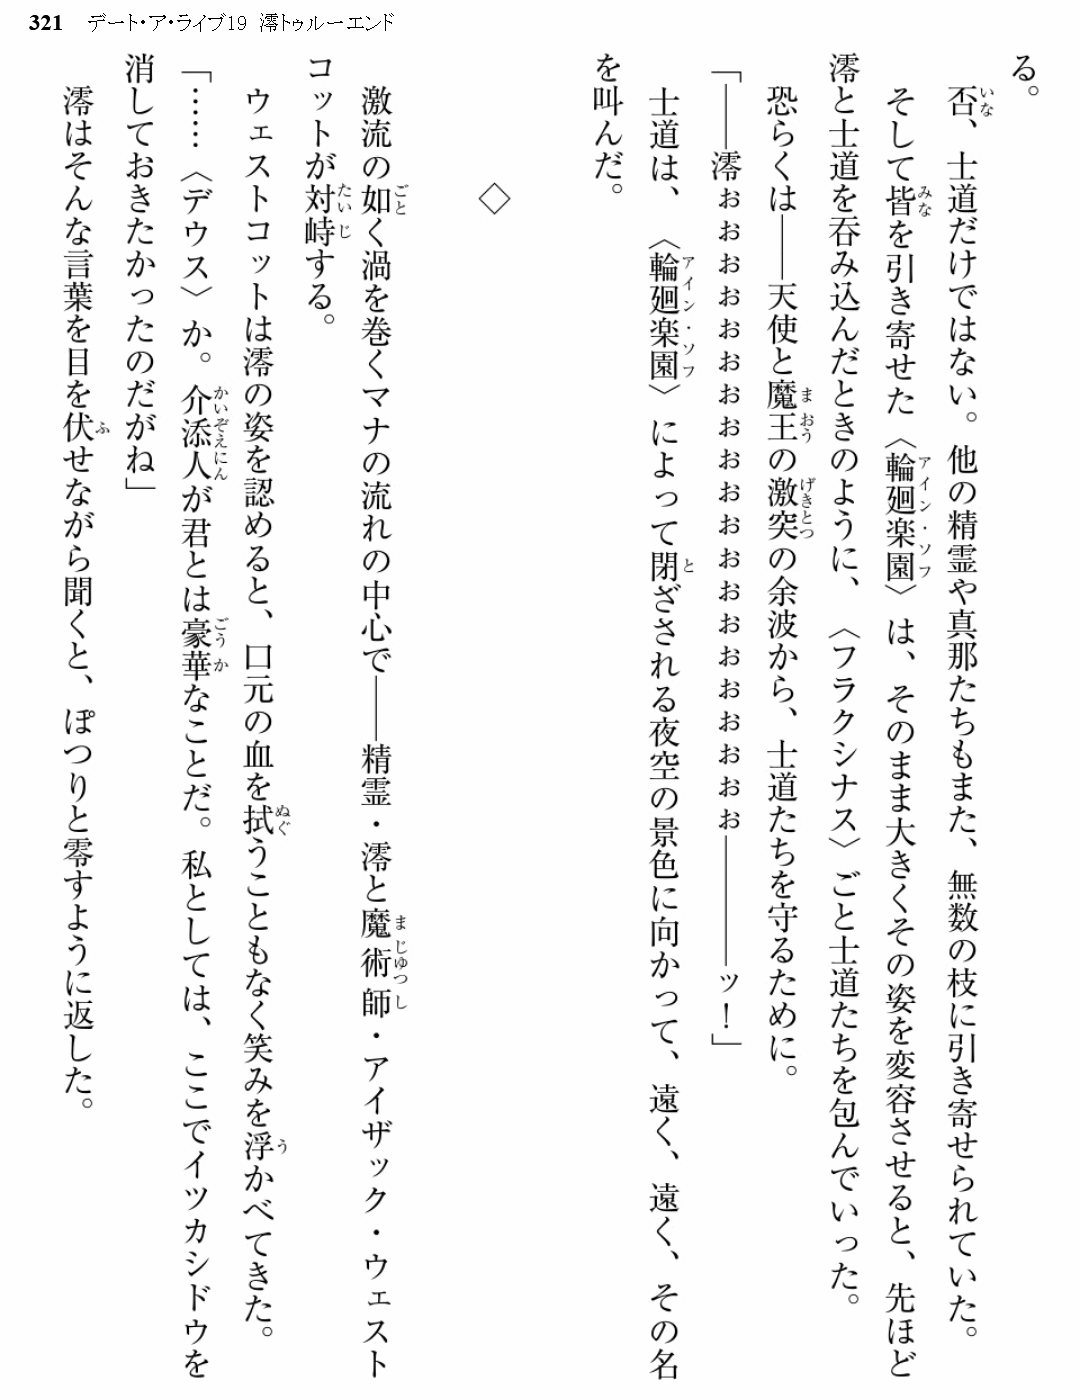 321 デート・ア・ライブ19 澪トゥルーエンド
る。
否、士道だけではない。他の精霊や真那たちもまた、無数の枝に引き寄せられていた。
そして皆を引き寄せた〈輪廻楽園〉は、そのまま大きくその姿を変容させると、先ほど
澪と士道を呑み込んだときのように、〈フラクシナス〉ごと士道たちを包んでいった。
恐らくは――天使と魔王の激突の余波から、士道たちを守るために。
「――澪ぉぉぉぉぉぉぉぉぉぉぉぉぉぉぉぉぉぉぉぉ――――ッ！」
士道は、〈輪廻楽園〉によって閉ざされる夜空の景色に向かって、遠く、遠く、その名
を叫んだ。
◇
激流の如く渦を巻くマナの流れの中心で――精霊・澪と魔術師・アイザック・ウェスト
コットが対峙する。
ウェストコットは澪の姿を認めると、口元の血を拭うこともなく笑みを浮かべてきた。
「……〈デウス〉か。介添人が君とは豪華なことだ。私としては、ここでイツカシドウを
消しておきたかったのだがね」
澪はそんな言葉を目を伏せながら聞くと、ぽつりと零すように返した。